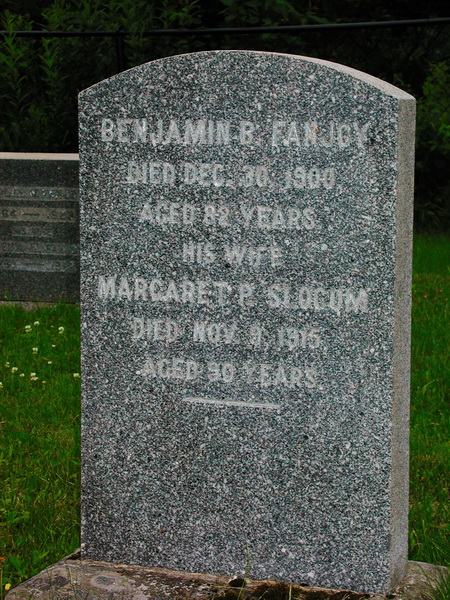 BENJAMIN B. FANJOY
DIED DEC. 30, 1900
AGED 82 YEARS
HIS WIFE
MARGARET P. SLOCUM
DIED NOV. 9, 1915
AGED 90 YEARS